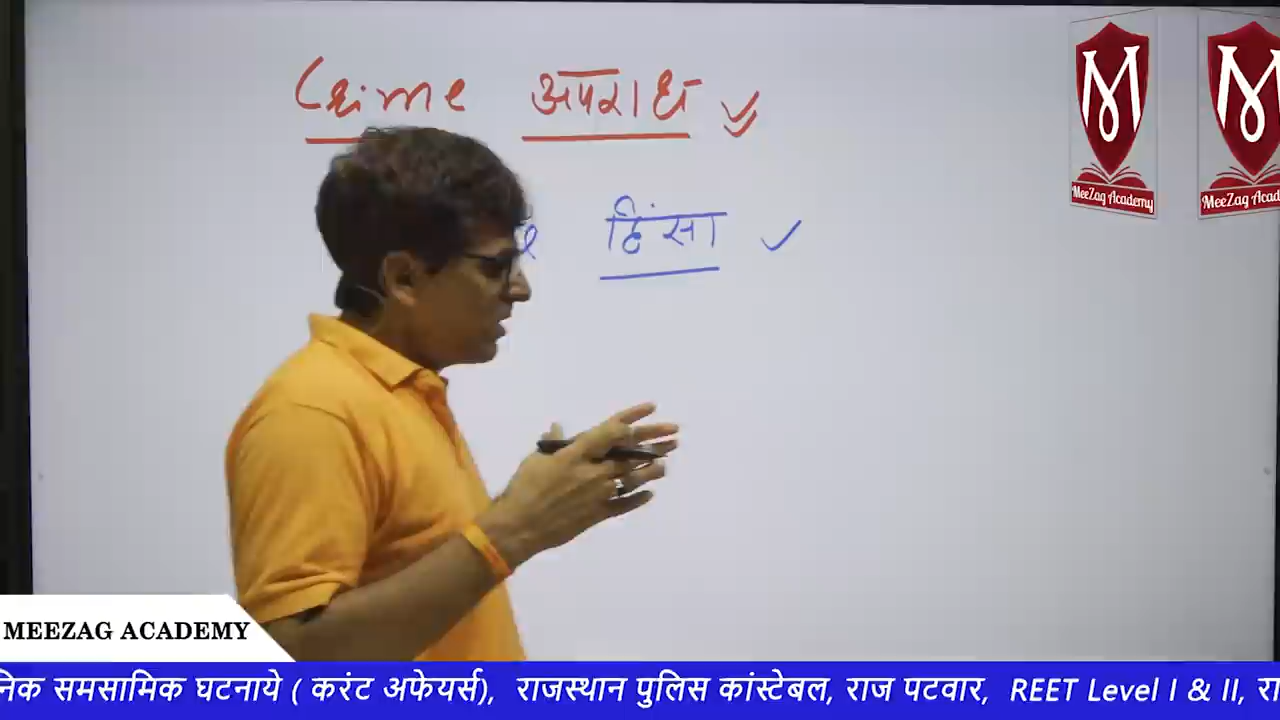 Crime अपराध
हिंसा
MeeZag Academy
MeeZag Acad
MEEZAG ACADEMY
निक समसामिक घटनाये ( करंट अफेयर्स), राजस्थान पुलिस कांस्टेबल, राज पटवार, REET Level I & II, रा